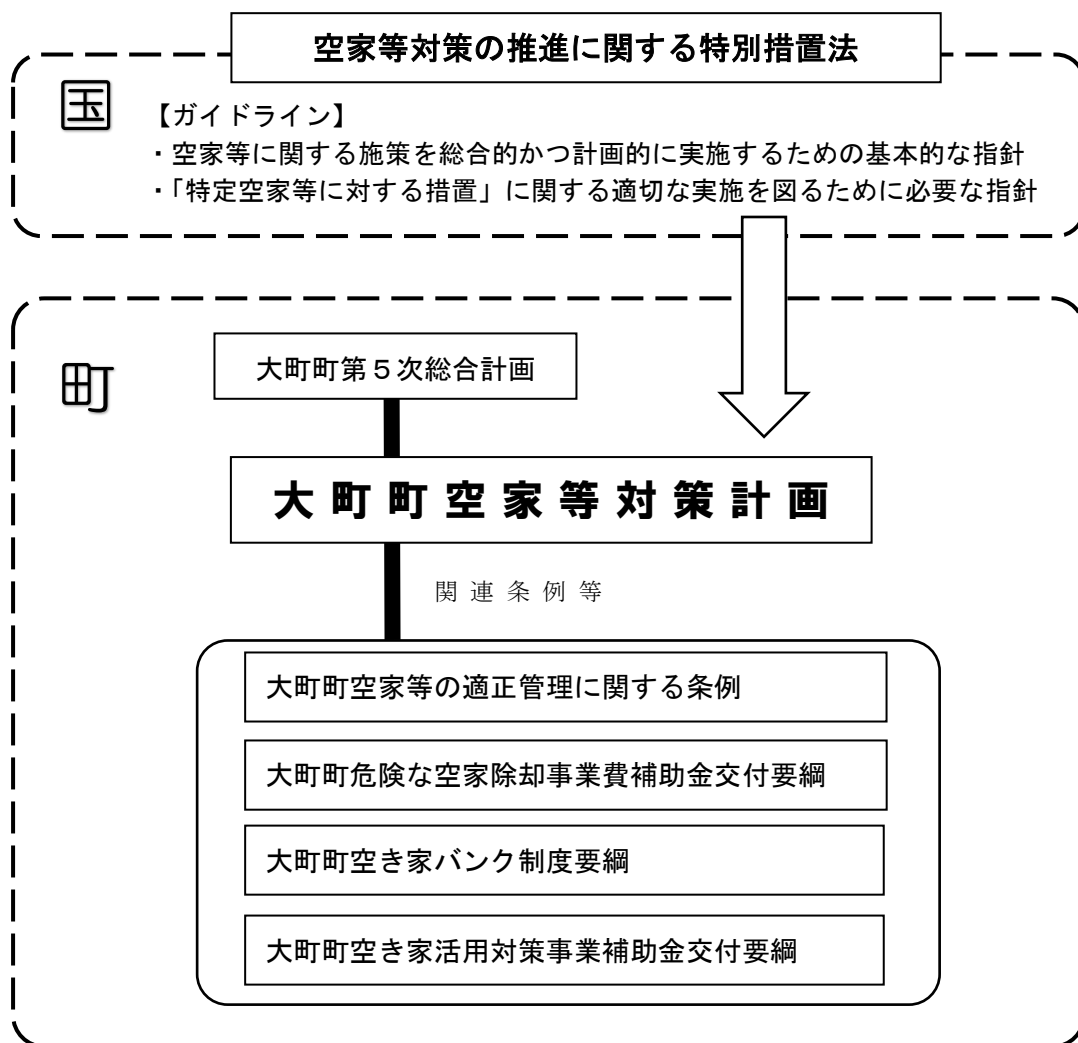 空家等対策の推進に関する特別措置法
国
【ガイドライン】
・空家等に関する施策を総合的かつ計画的に実施するための基本的な指針
・「特定空家等に対する措置」に関する適切な実施を図るために必要な指針
町
大町町第５次総合計画
大町町空家等対策計画
関連条例等
大町町空家等の適正管理に関する条例
大町町危険な空家除却事業費補助金交付要綱
大町町空き家バンク制度要綱
大町町空き家活用対策事業補助金交付要綱